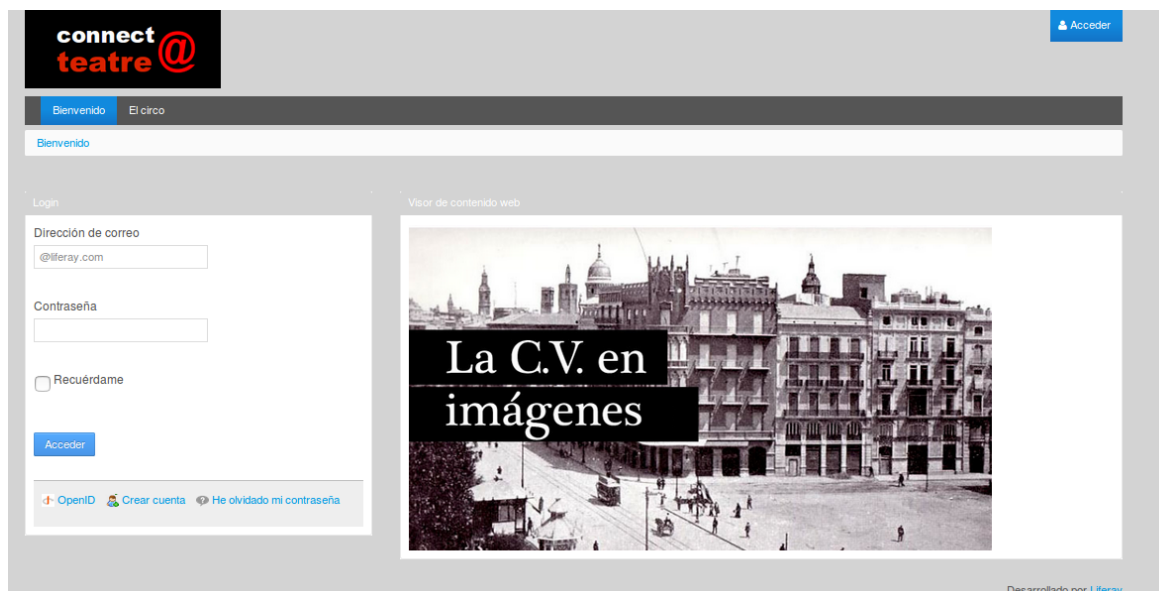 connect
teatre @
Acceder
Bienvenido El circo
Bienvenido
Login
Dirección de correo
@liferay.com
Contraseña
Recuérdame
Acceder
OpenID Crear cuenta He olvidado mi contraseña
Visor de contenido web
La C.V. en
imágenes
Desarrollado por Liferay